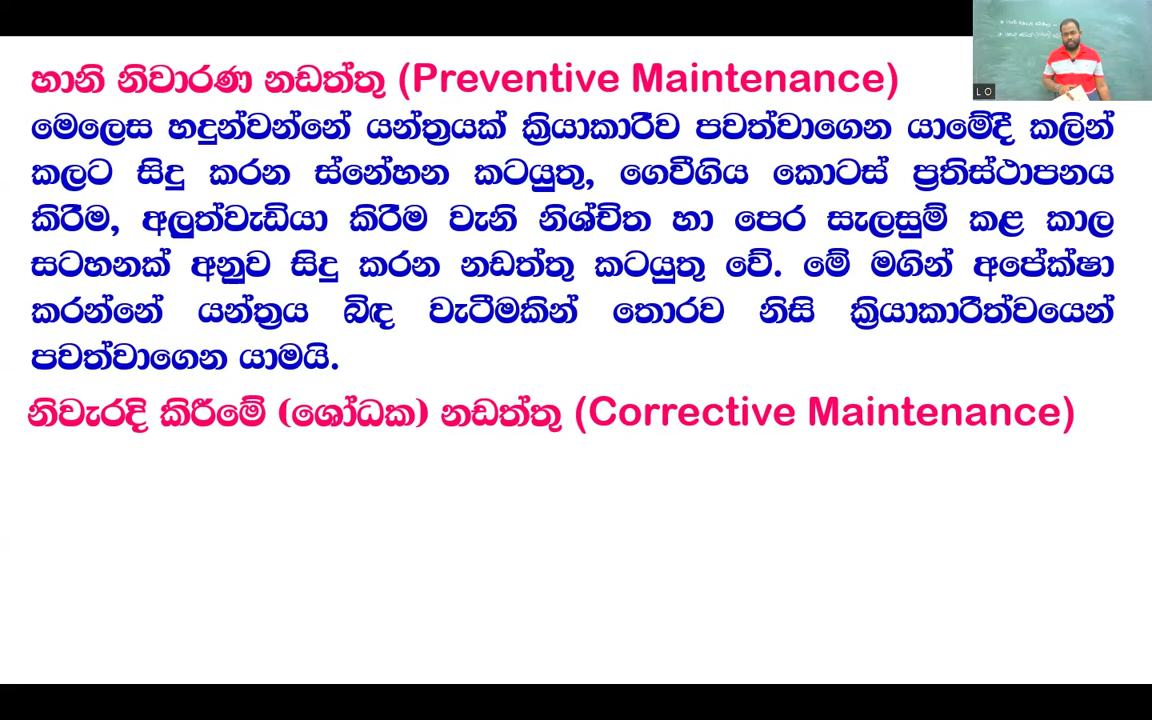 හානි නිවාරණ නඩත්තු (Preventive Maintenance)
මෙලෙස හදුන්වන්නේ යන්ත්‍රයක් ක්‍රියාකාරීව පවත්වාගෙන යාමේදී කලින්
කලට සිදු කරන ස්නේහන කටයුතු, ගෙවීගිය කොටස් ප්‍රතිස්ථාපනය
කිරීම, අලුත්වැඩියා කිරීම වැනි නිශ්චිත හා පෙර සැලසුම් කළ කාල
සටහනක් අනුව සිදු කරන නඩත්තු කටයුතු වේ. මේ මගින් අපේක්ෂා
කරන්නේ යන්ත්‍රය බිඳ වැටීමකින් තොරව නිසි ක්‍රියාකාරීත්වයෙන්
පවත්වාගෙන යාමයි.
නිවැරදි කිරීමේ (ශෝධක) නඩත්තු (Corrective Maintenance)
L O